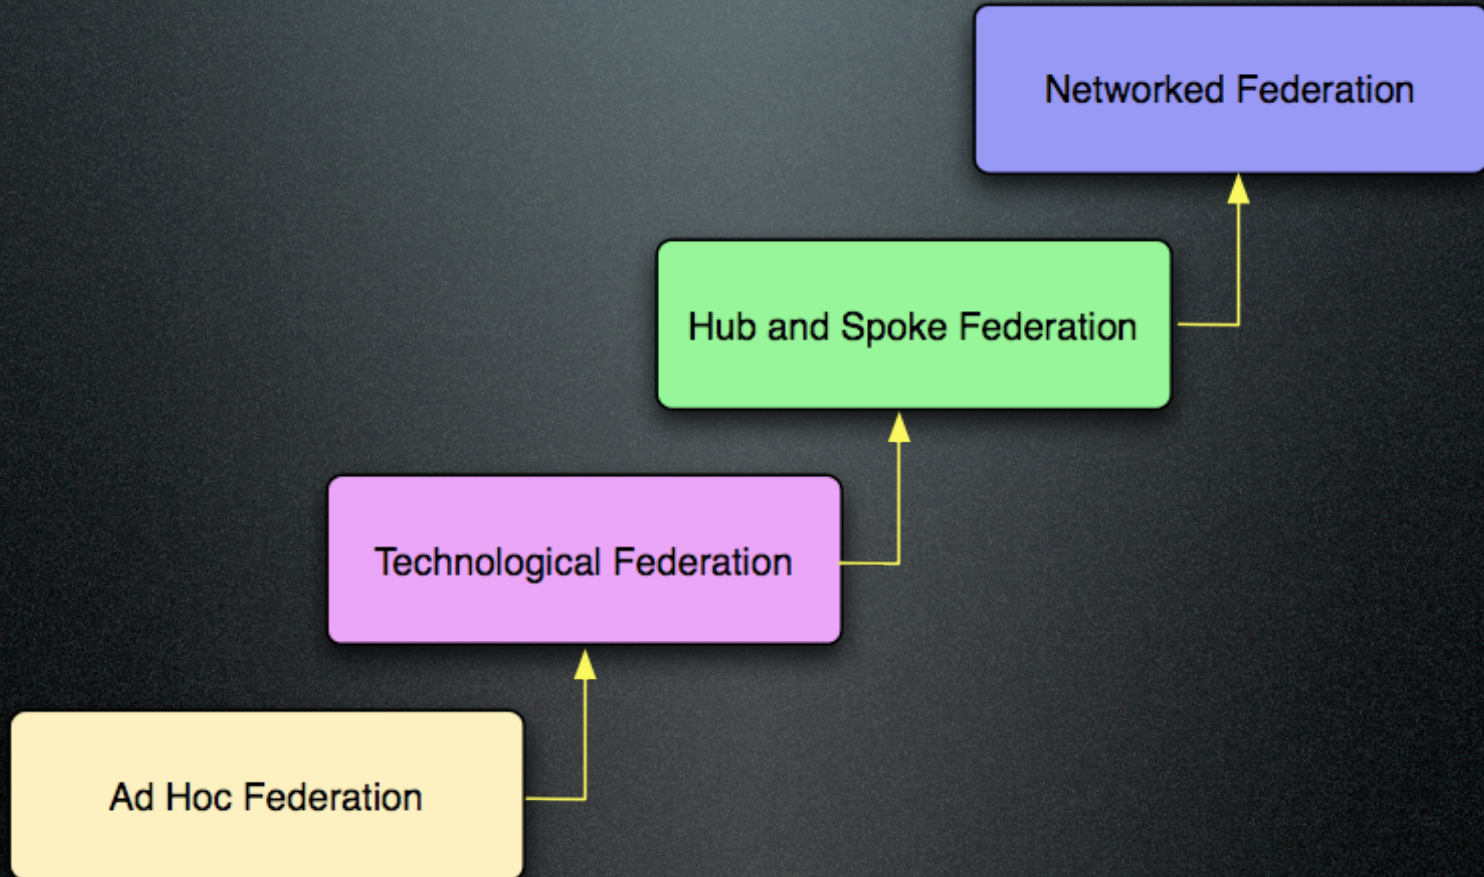 Networked Federation
Hub and Spoke Federation
Technological Federation
Ad Hoc Federation